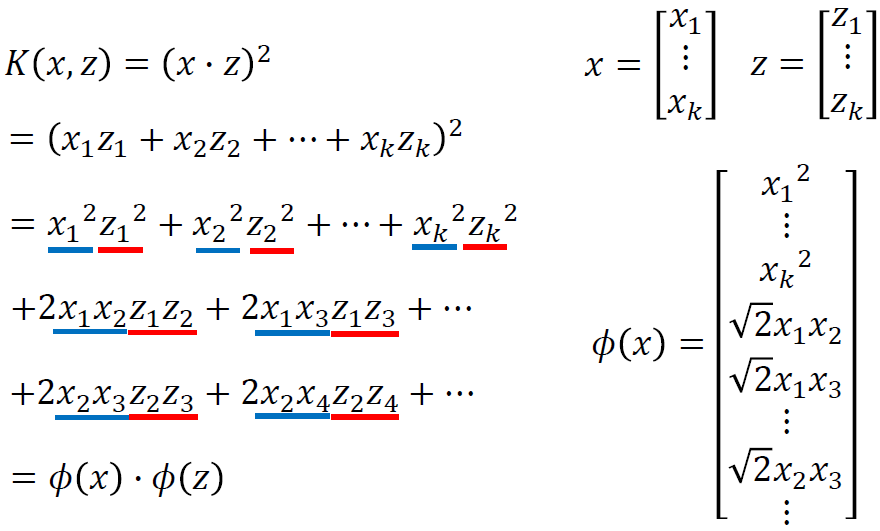 K(x, z) = (x · z)²
= (x₁z₁ + x₂z₂ + ⋯ + xₖzₖ)²
= x₁²z₁² + x₂²z₂² + ⋯ + xₖ²zₖ²
+2x₁x₂z₁z₂ + 2x₁x₃z₁z₃ + ⋯
+2x₂x₃z₂z₃ + 2x₂x₄z₂z₄ + ⋯
= ϕ(x) · ϕ(z)
x = [x₁ ⋮ xₖ] z = [z₁ ⋮ zₖ]
ϕ(x) =
x₁²
⋮
xₖ²
√2x₁x₂
√2x₁x₃
⋮
√2x₂x₃
⋮